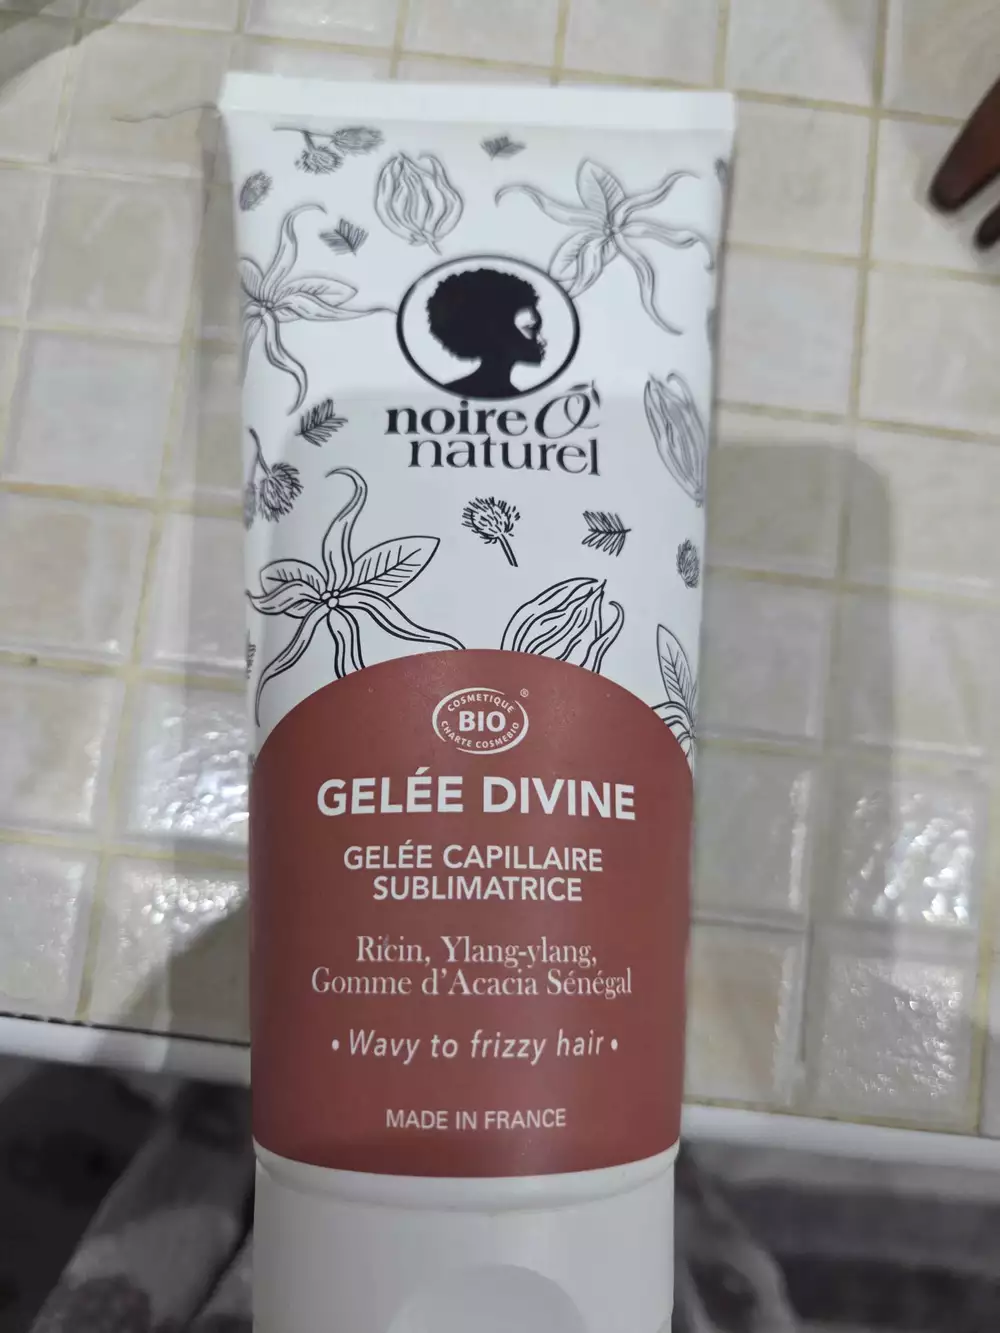 noire Ô
naturel
COSMETIQUE
BIO
®
CHARTE COSMEBIO
GELÉE DIVINE
GELÉE CAPILLAIRE
SUBLIMATRICE
Ricin, Ylang-ylang,
Gomme d'Acacia Sénégal
• Wavy to frizzy hair •
MADE IN FRANCE